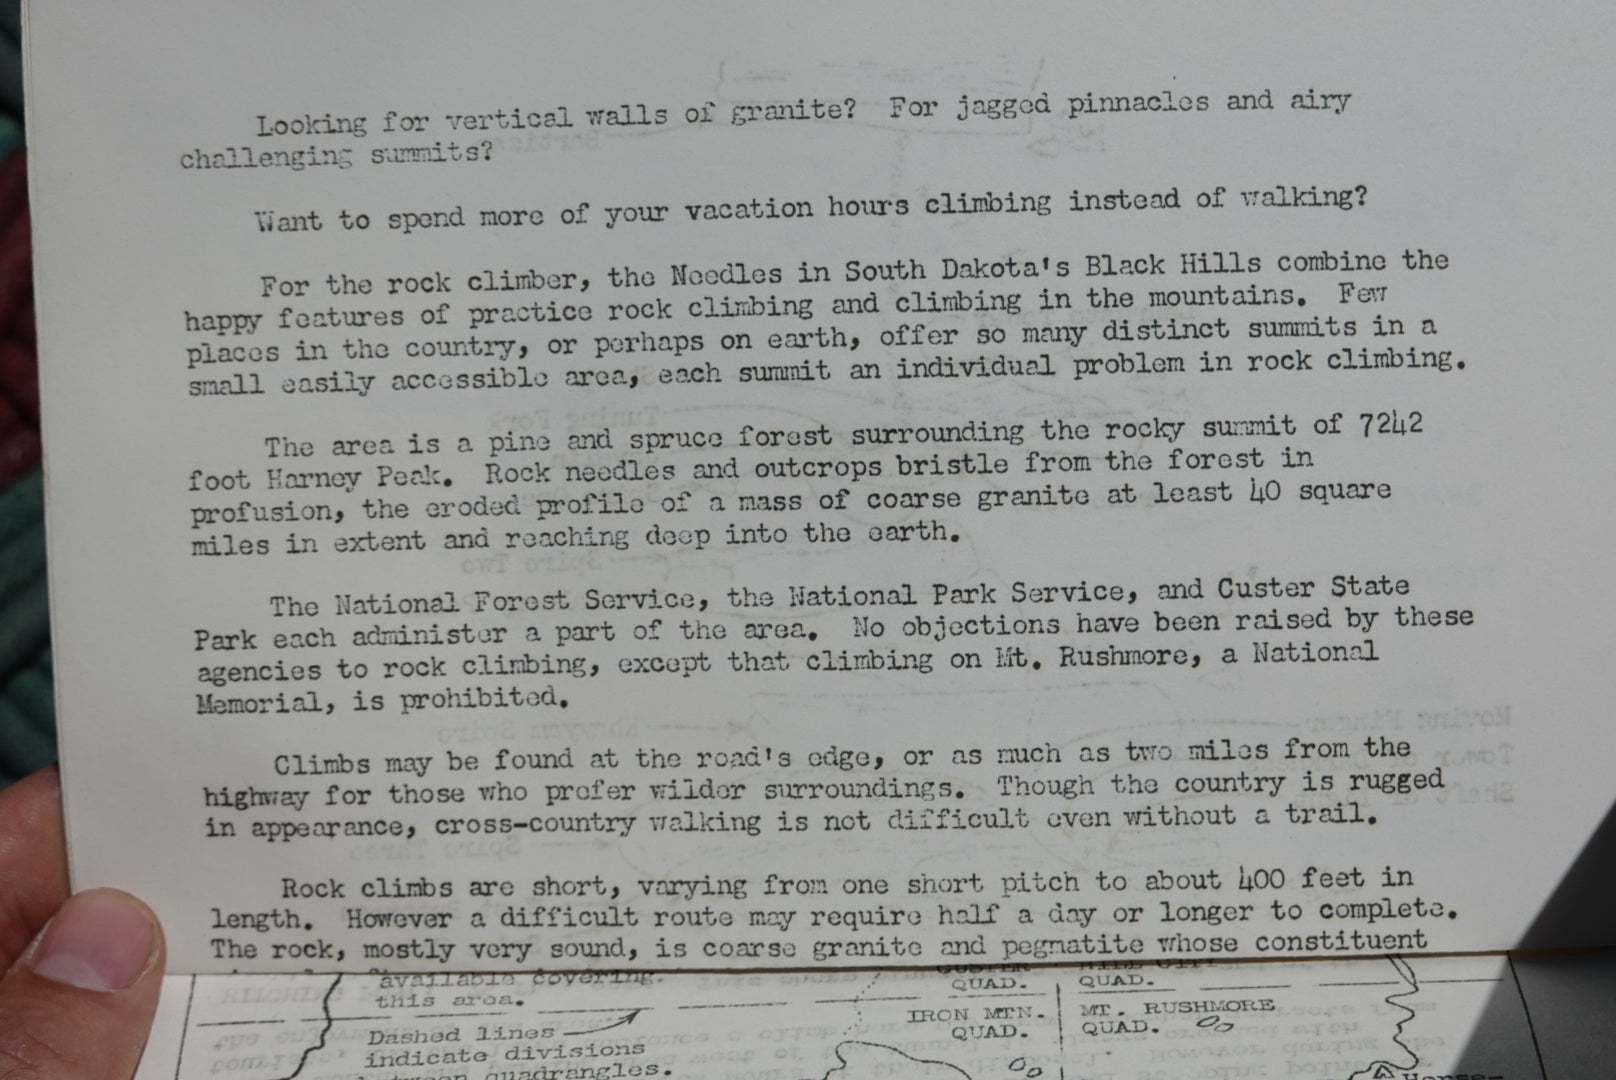 Looking for vertical walls of granite? For jagged pinnacles and airy
challenging summits?
Want to spend more of your vacation hours climbing instead of walking?
For the rock climber, the Needles in South Dakota's Black Hills combine the
happy features of practice rock climbing and climbing in the mountains. Few
places in the country, or perhaps on earth, offer so many distinct summits in a
small easily accessible area, each summit an individual problem in rock climbing.
The area is a pine and spruce forest surrounding the rocky summit of 7242
foot Harney Peak. Rock needles and outcrops bristle from the forest in
profusion, the eroded profile of a mass of coarse granite at least 40 square
miles in extent and reaching deep into the earth.
The National Forest Service, the National Park Service, and Custer State
Park each administer a part of the area. No objections have been raised by these
agencies to rock climbing, except that climbing on Mt. Rushmore, a National
Memorial, is prohibited.
Climbs may be found at the road's edge, or as much as two miles from the
highway for those who prefer wilder surroundings. Though the country is rugged
in appearance, cross-country walking is not difficult even without a trail.
Rock climbs are short, varying from one short pitch to about 400 feet in
length. However a difficult route may require half a day or longer to complete.
The rock, mostly very sound, is coarse granite and pegmatite whose constituent
available covering
this area.
Dashed lines
indicate divisions
quadrangles.
QUAD.
QUAD.
IRON MTN.
QUAD.
MT. RUSHMORE
QUAD.